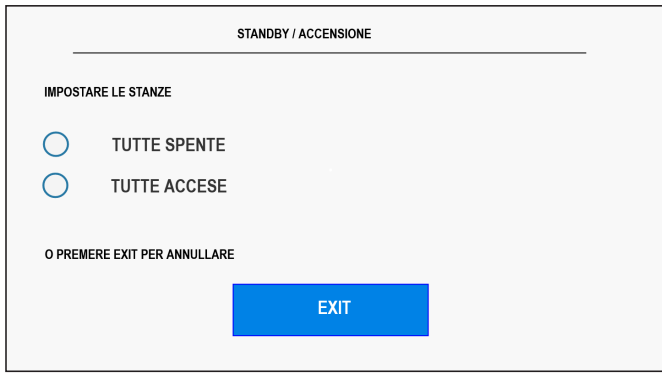 STANDBY / ACCENSIONE
IMPOSTARE LE STANZE
TUTTE SPENTE
TUTTE ACCESE
O PREMERE EXIT PER ANNULLARE
EXIT